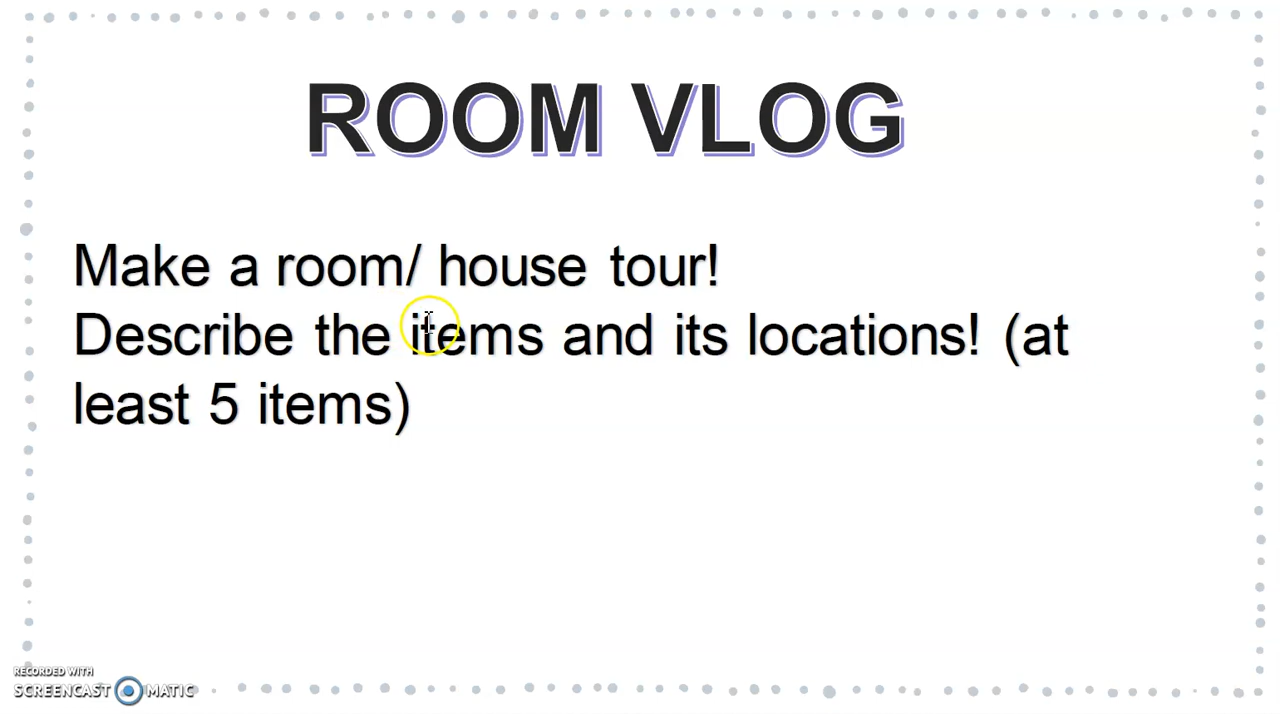 ROOM VLOG
Make a room/ house tour!
Describe the items and its locations! (at
least 5 items)
RECORDED WITH
SCREENCAST MATIC